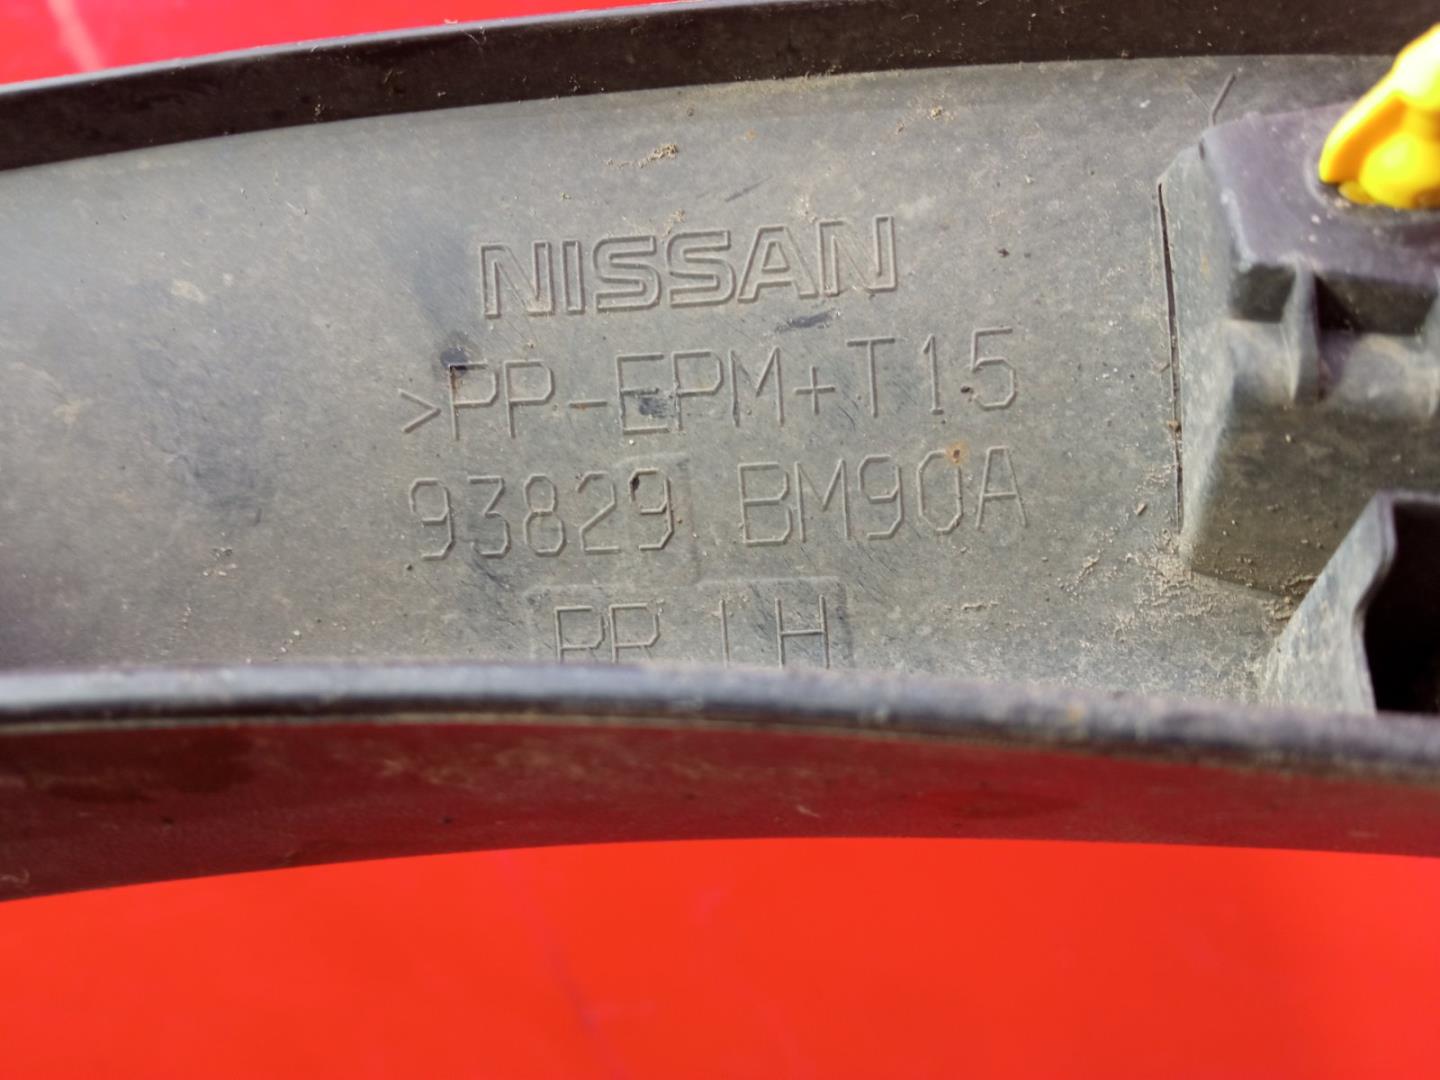 NISSAN
>PP-EPM+T15
93829 BM90A
RR LH